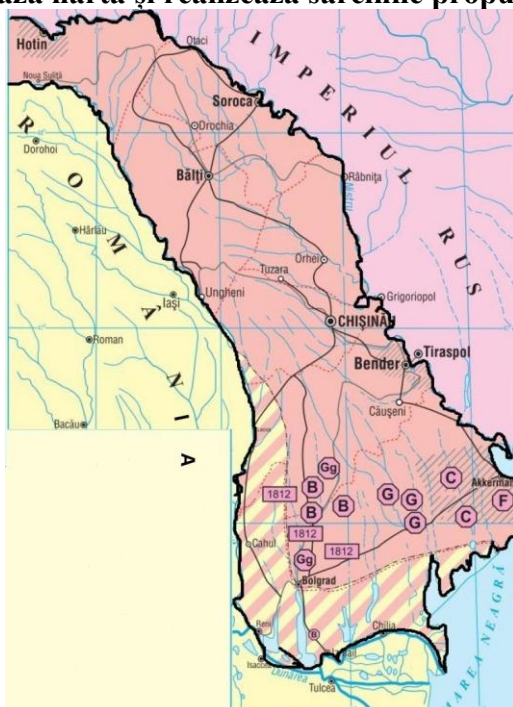 ază harta și realizează sarcinile propu
Hotin
Otaci
Noua Suliță
Soroca
Drochia
Dorohoi
Bălți
Râbnița
Nistru
IMPERIUL RUS
ROMÂNIA
Hârlău
Orhei
Tuzara
Iași
Ungheni
Grigoriopol
CHIȘINĂU
Roman
Tiraspol
Bender
Căușeni
Bacău
Gg
C
Akkerman
1812
B
G
G
F
B
B
1812
G
C
1812
Cahul
Gg
Bolgrad
B
Reni
Chilia
Isaccea
Dunărea
Tulcea
MAREA NEAGRĂ